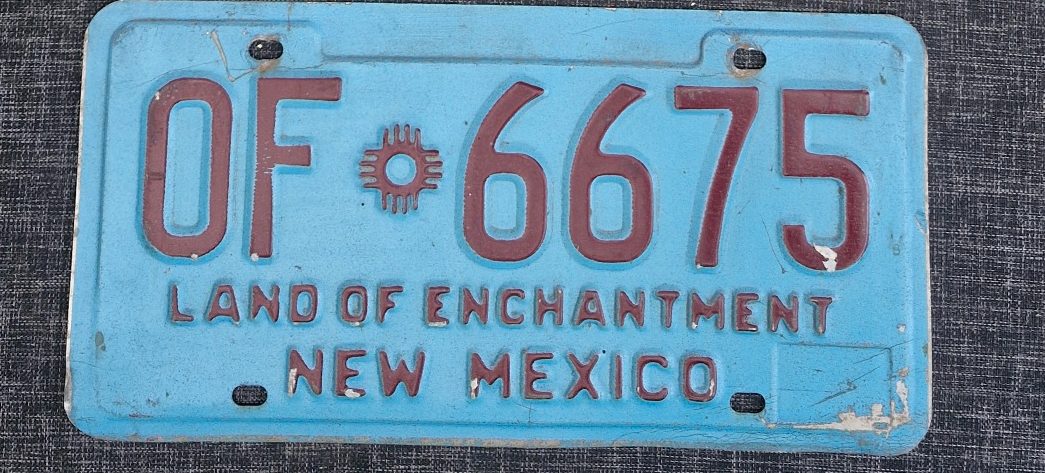 OF 6675
LAND OF ENCHANTMENT
NEW MEXICO